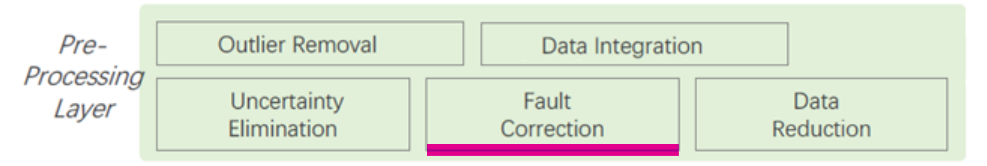 Pre-
Processing
Layer
Outlier Removal
Data Integration
Uncertainty
Elimination
Fault
Correction
Data
Reduction